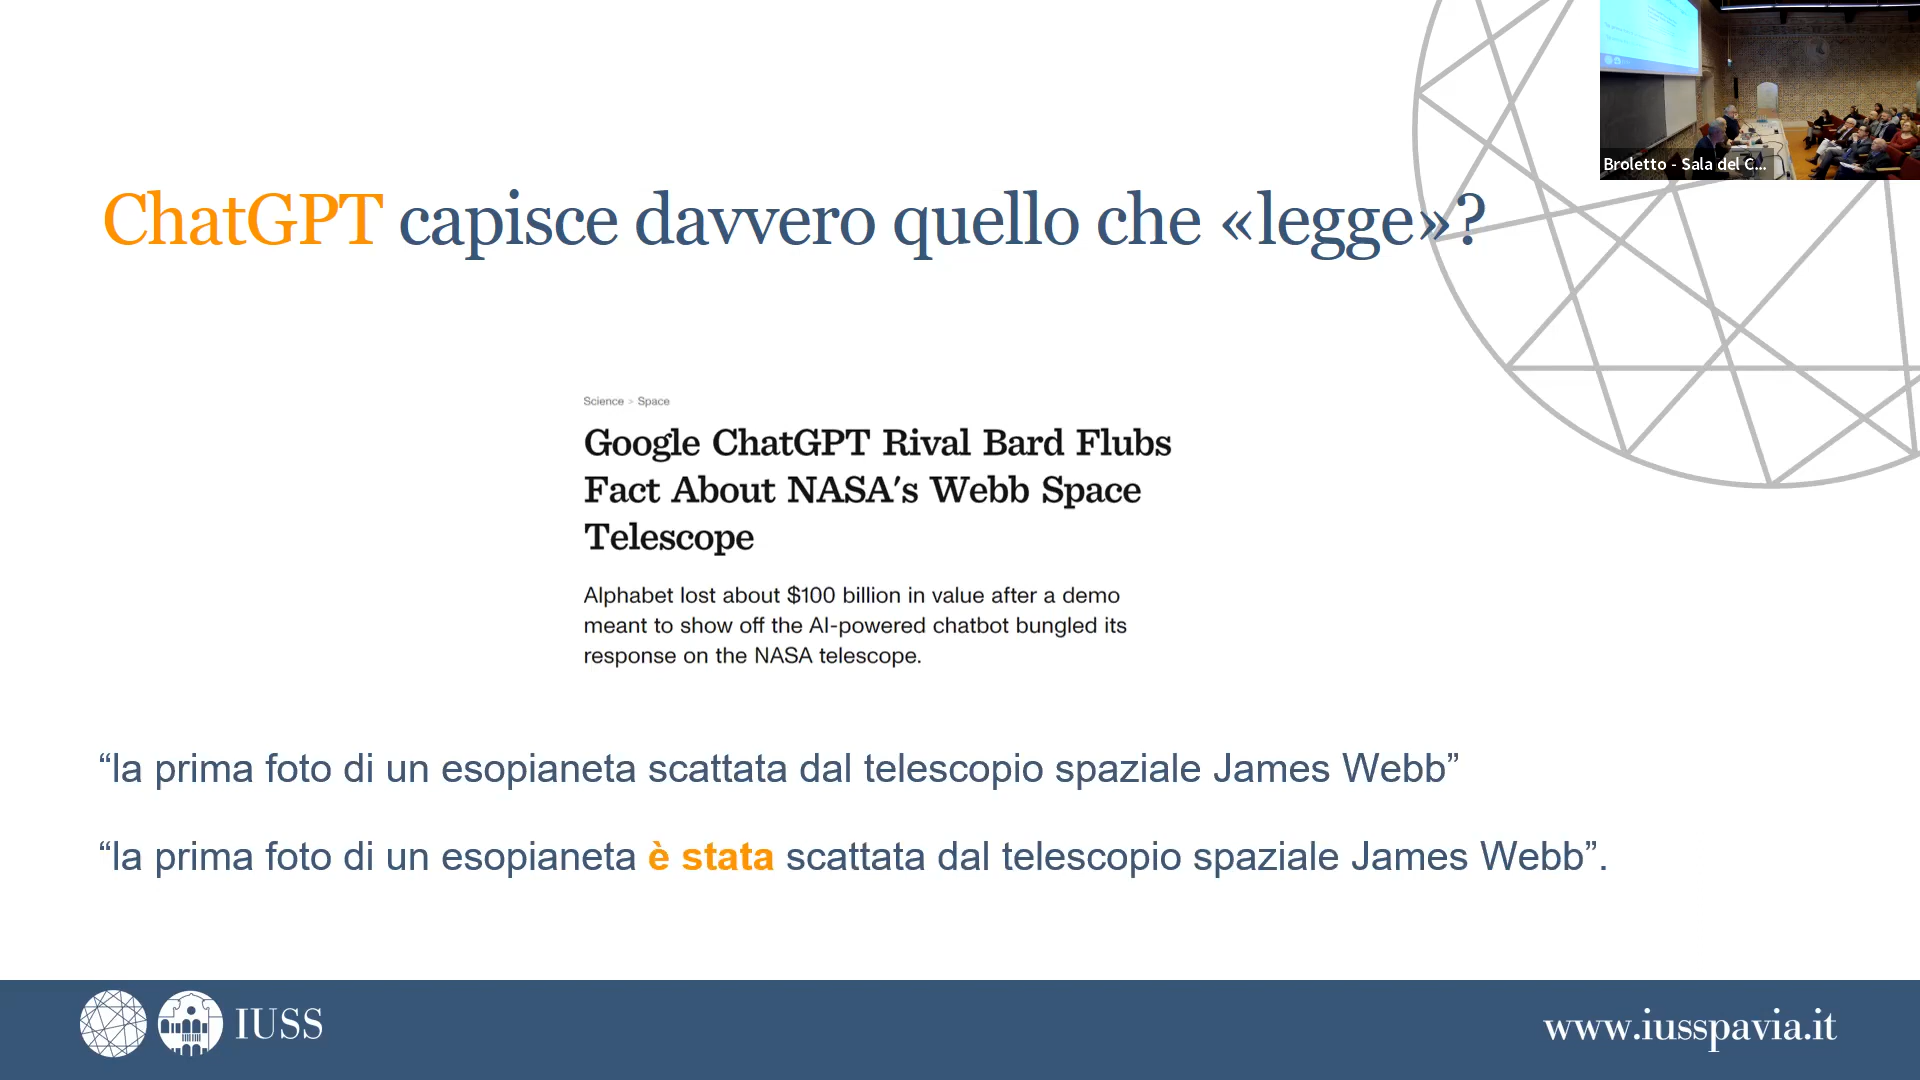 Broletto - Sala del C...
ChatGPT capisce davvero quello che «legge»?
Science > Space
Google ChatGPT Rival Bard Flubs
Fact About NASA's Webb Space
Telescope
Alphabet lost about $100 billion in value after a demo
meant to show off the AI-powered chatbot bungled its
response on the NASA telescope.
“la prima foto di un esopianeta scattata dal telescopio spaziale James Webb”
“la prima foto di un esopianeta è stata scattata dal telescopio spaziale James Webb”.
IUSS
www.iusspavia.it